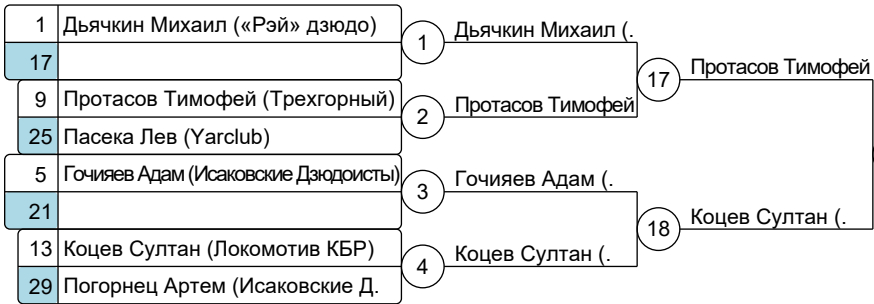 1 Дьячкин Михаил («Рэй» дзюдо)
17
1
Дьячкин Михаил (.
9 Протасов Тимофей (Трехгорный)
25 Пасека Лев (Yarclub)
2
Протасов Тимофей
17
Протасов Тимофей
5 Гочияев Адам (Исаковские Дзюдоисты)
21
3
Гочияев Адам (.
13 Коцев Султан (Локомотив КБР)
29 Погорнец Артем (Исаковские Д.
4
Коцев Султан (.
18
Коцев Султан (.